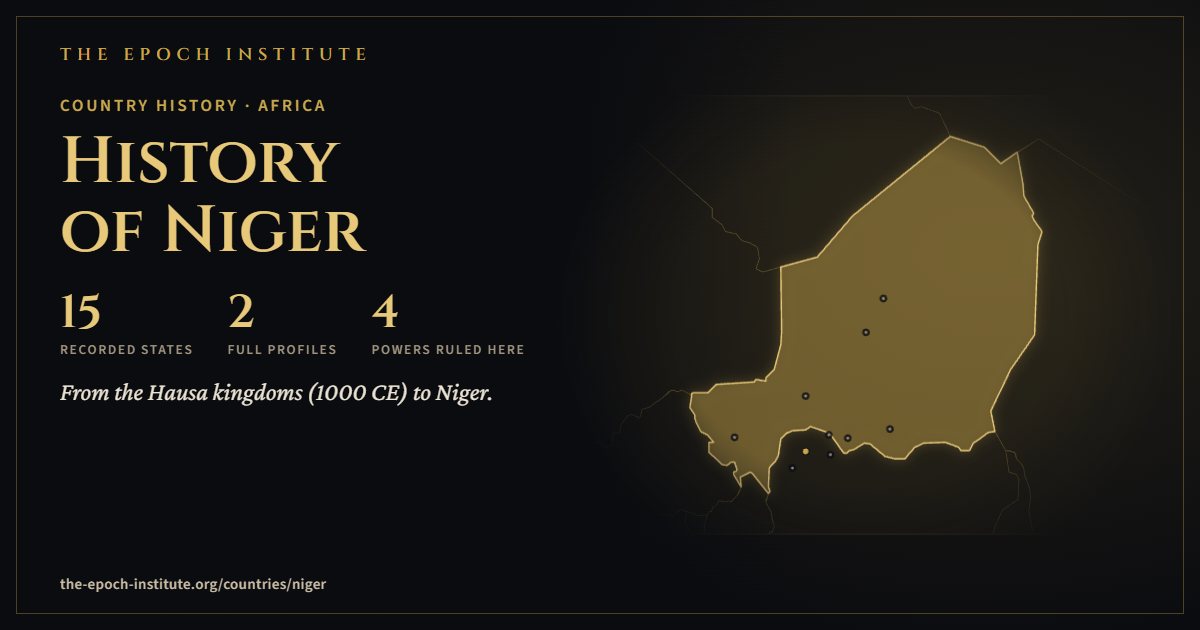 THE EPOCH INSTITUTE
COUNTRY HISTORY · AFRICA
HISTORY
OF NIGER
15 2 4
RECORDED STATES FULL PROFILES POWERS RULED HERE
From the Hausa kingdoms (1000 CE) to Niger.
the-epoch-institute.org/countries/niger